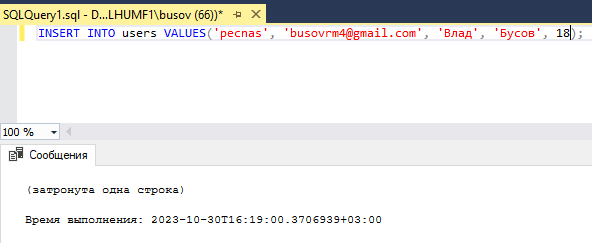 SQLQuery1.sql - D...LHUMF1\busov (66))*
INSERT INTO users VALUES('pecnas', 'busovrm4@gmail.com', 'Влад', 'Бусов', 18);
100 %
Сообщения
(затронута одна строка)
Время выполнения: 2023-10-30T16:19:00.3706939+03:00